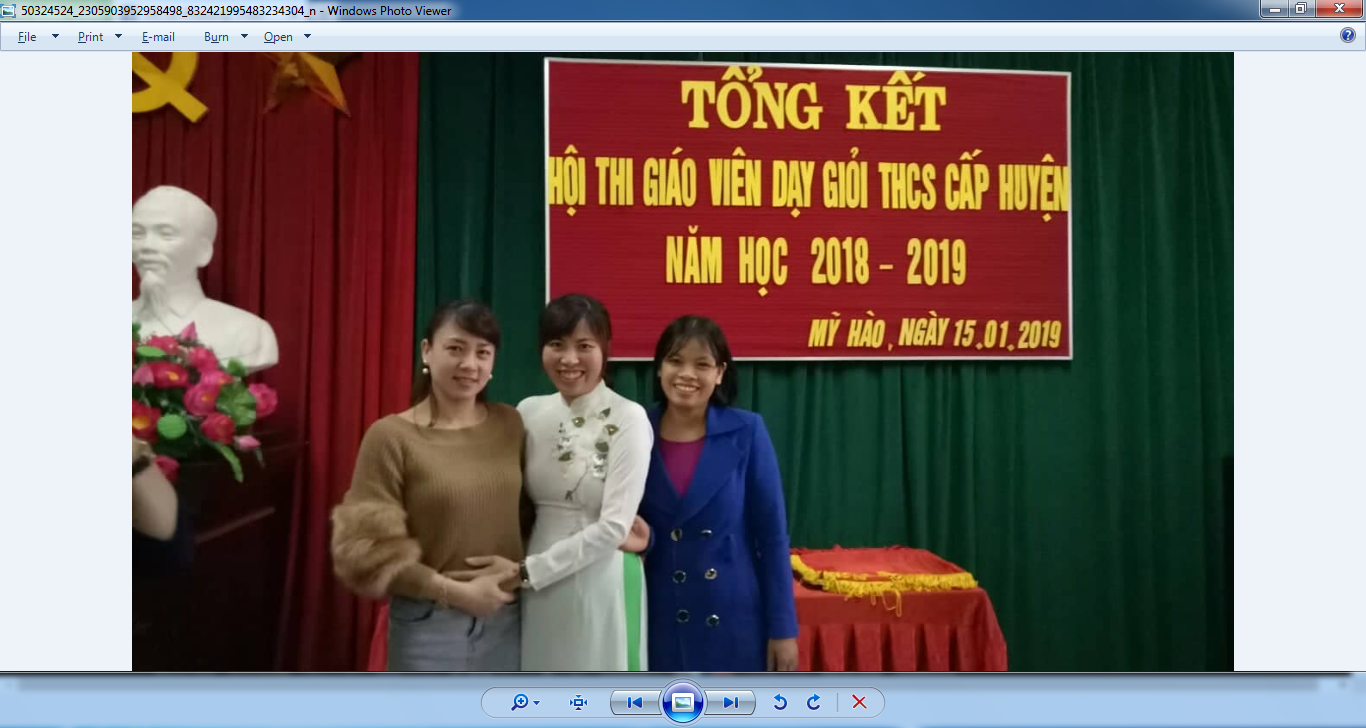 50324524_2305903952958498_832421995483234304_n - Windows Photo Viewer
File Print E-mail Burn Open
TỔNG KẾT
HỘI THI GIÁO VIÊN DẠY GIỎI THCS CẤP HUYỆN
NĂM HỌC 2018 - 2019
MỸ HÀO, NGÀY 15.01.2019